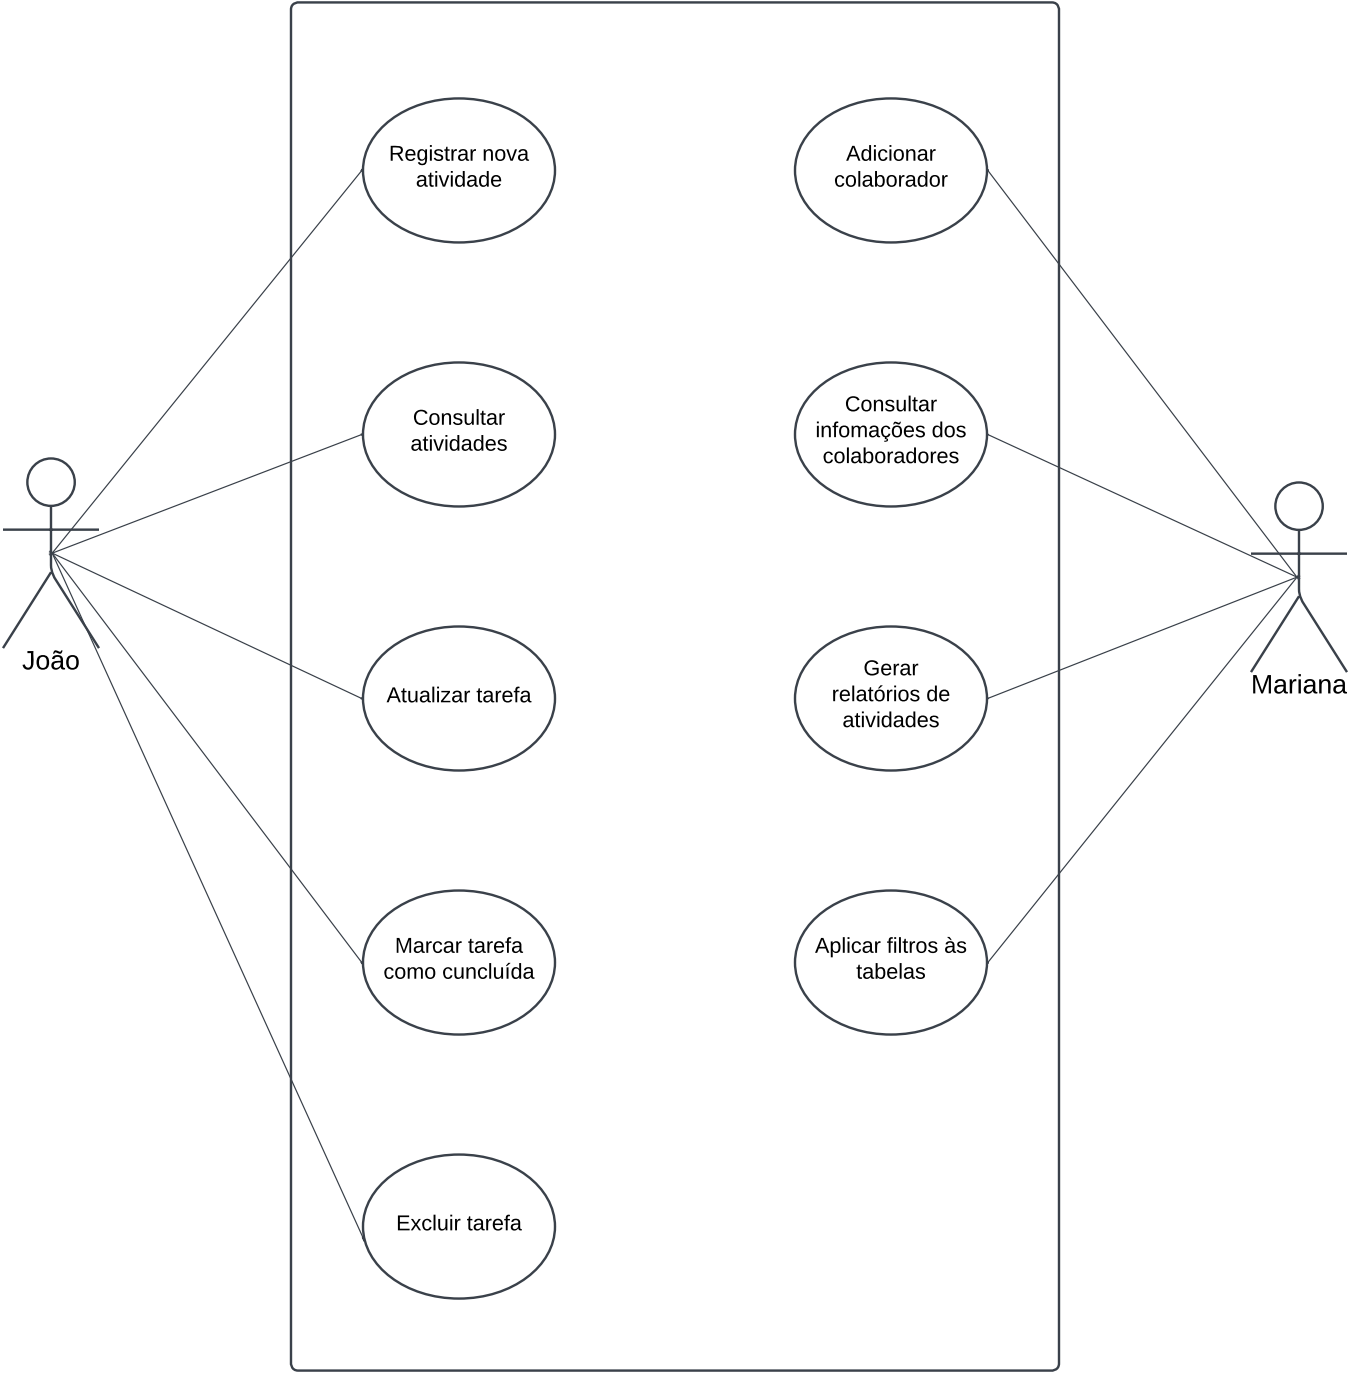 Registrar nova
atividade
Adicionar
colaborador
Consultar
atividades
Consultar
infomações dos
colaboradores
João
Mariana
Atualizar tarefa
Gerar
relatórios de
atividades
Marcar tarefa
como cuncluída
Aplicar filtros às
tabelas
Excluir tarefa